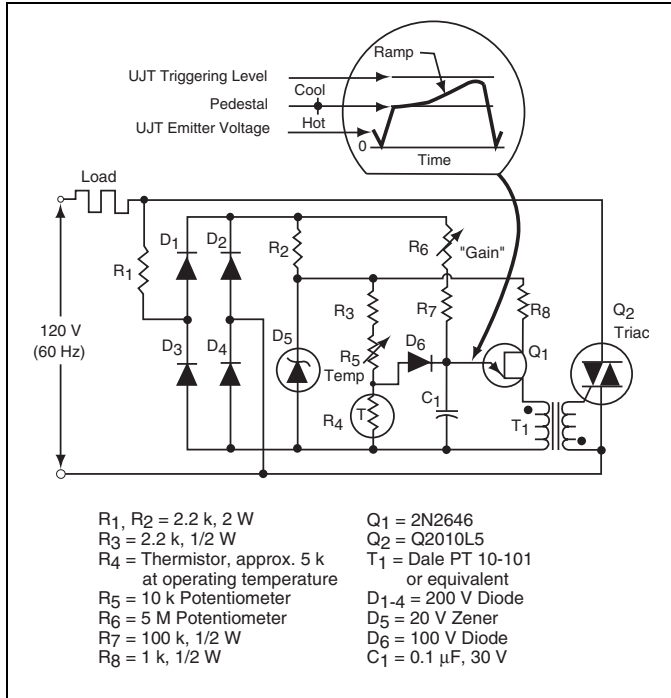 Ramp
UJT Triggering Level
Cool
Pedestal
Hot
UJT Emitter Voltage
0
Time
Load
D1
D2
R2
R6
"Gain"
R1
R3
R7
R8
Q2
Triac
120 V
(60 Hz)
D3
D4
D5
D6
Q1
R5
Temp
C1
T
R4
T1
R1, R2 = 2.2 k, 2 W
R3 = 2.2 k, 1/2 W
R4 = Thermistor, approx. 5 k
at operating temperature
R5 = 10 k Potentiometer
R6 = 5 M Potentiometer
R7 = 100 k, 1/2 W
R8 = 1 k, 1/2 W
Q1 = 2N2646
Q2 = Q2010L5
T1 = Dale PT 10-101
or equivalent
D1-4 = 200 V Diode
D5 = 20 V Zener
D6 = 100 V Diode
C1 = 0.1 μF, 30 V